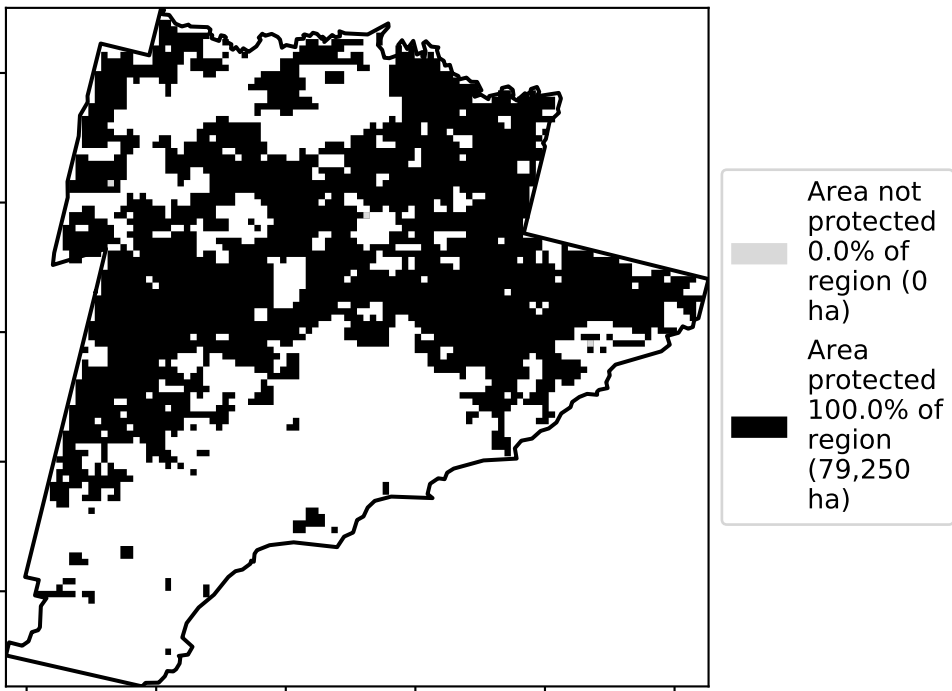 Area not
protected
0.0% of
region (0
ha)
Area
protected
100.0% of
region
(79,250
ha)